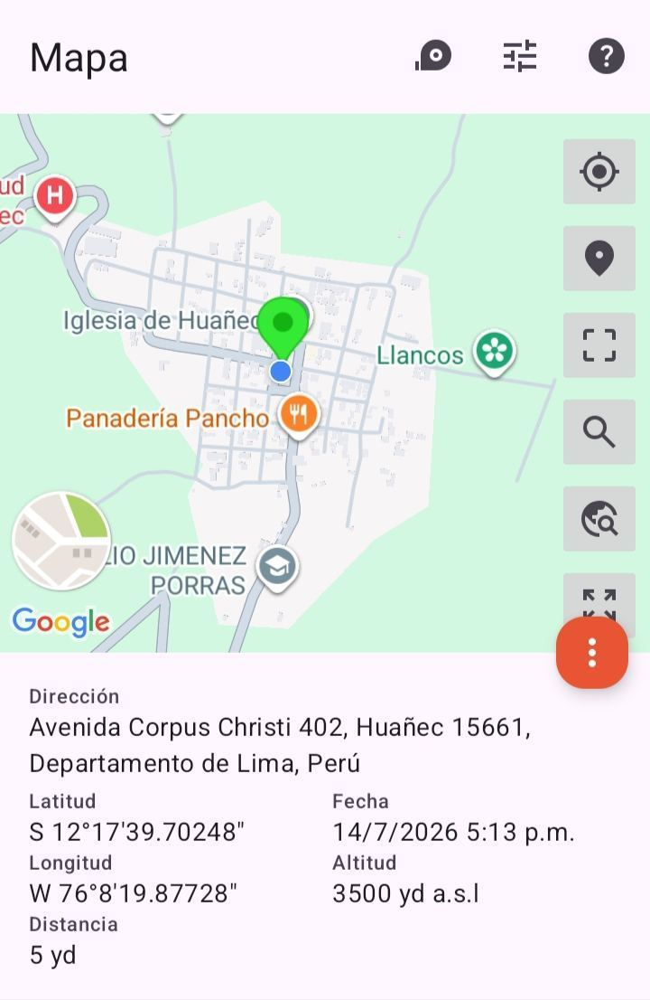 Mapa
ud
ec
H
Iglesia de Huañec
Llancos
Panadería Pancho
LIO JIMENEZ
PORRAS
Google
Dirección
Avenida Corpus Christi 402, Huañec 15661,
Departamento de Lima, Perú
Latitud
S 12°17'39.70248"
Fecha
14/7/2026 5:13 p.m.
Longitud
W 76°8'19.87728"
Altitud
3500 yd a.s.l
Distancia
5 yd